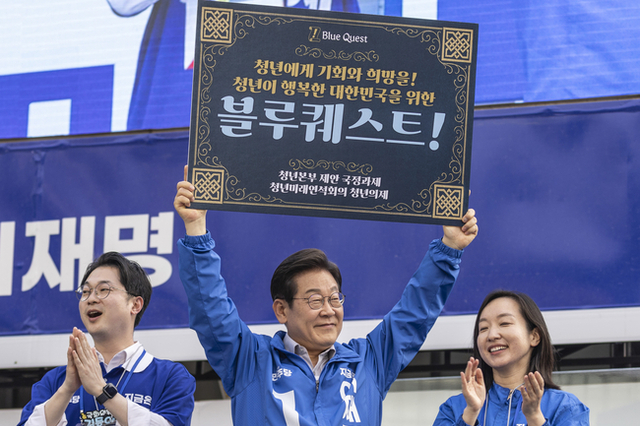 Blue Quest
청년에게 기회와 희망을!
청년이 행복한 대한민국을 위한
블루퀘스트!
청년본부 제안 국정과제
청년미래연석회의 청년의제
재명
1